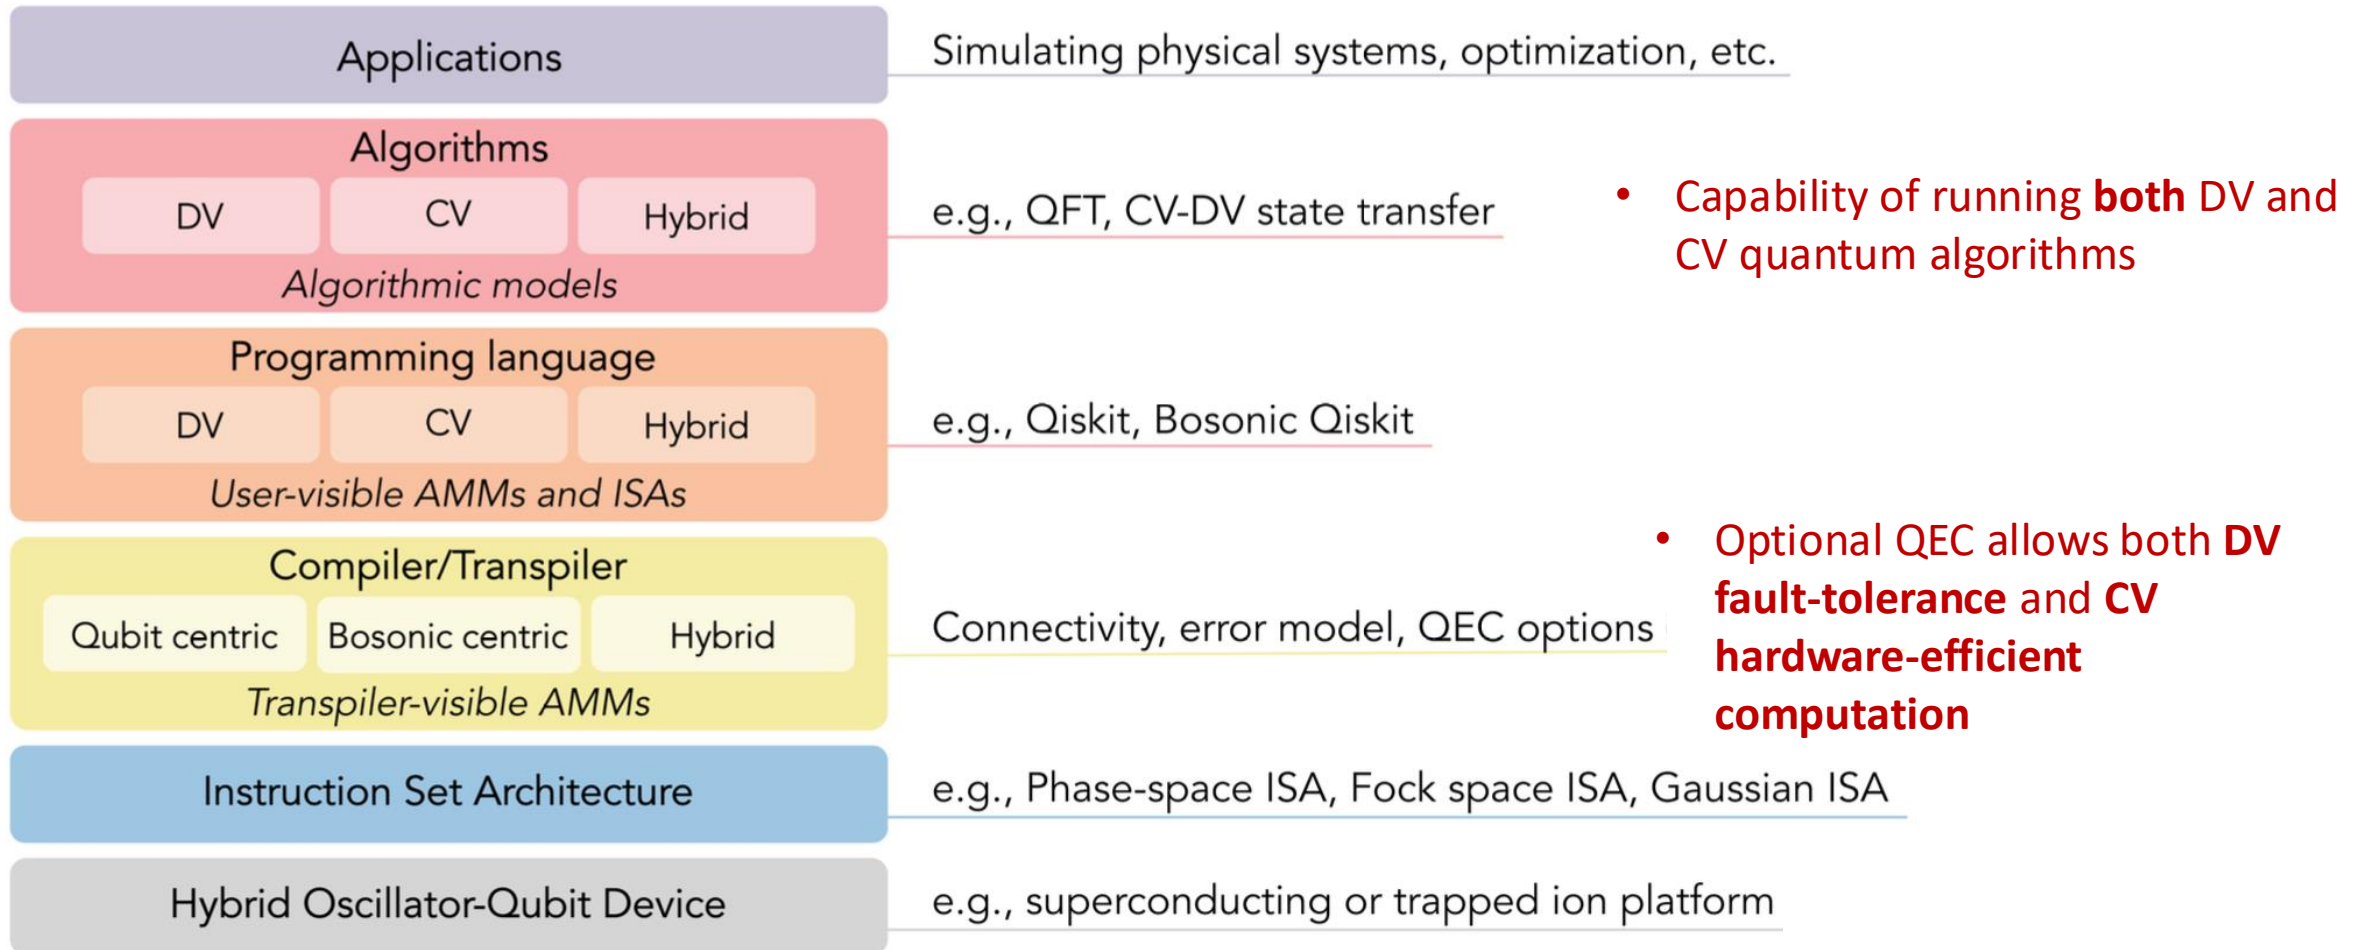 Applications
Simulating physical systems, optimization, etc.
Algorithms
DV
CV
Hybrid
Algorithmic models
e.g., QFT, CV-DV state transfer
• Capability of running both DV and
CV quantum algorithms
Programming language
DV
CV
Hybrid
User-visible AMMs and ISAs
e.g., Qiskit, Bosonic Qiskit
Compiler/Transpiler
Qubit centric
Bosonic centric
Hybrid
Transpiler-visible AMMs
Connectivity, error model, QEC options
• Optional QEC allows both DV
fault-tolerance and CV
hardware-efficient
computation
Instruction Set Architecture
e.g., Phase-space ISA, Fock space ISA, Gaussian ISA
Hybrid Oscillator-Qubit Device
e.g., superconducting or trapped ion platform